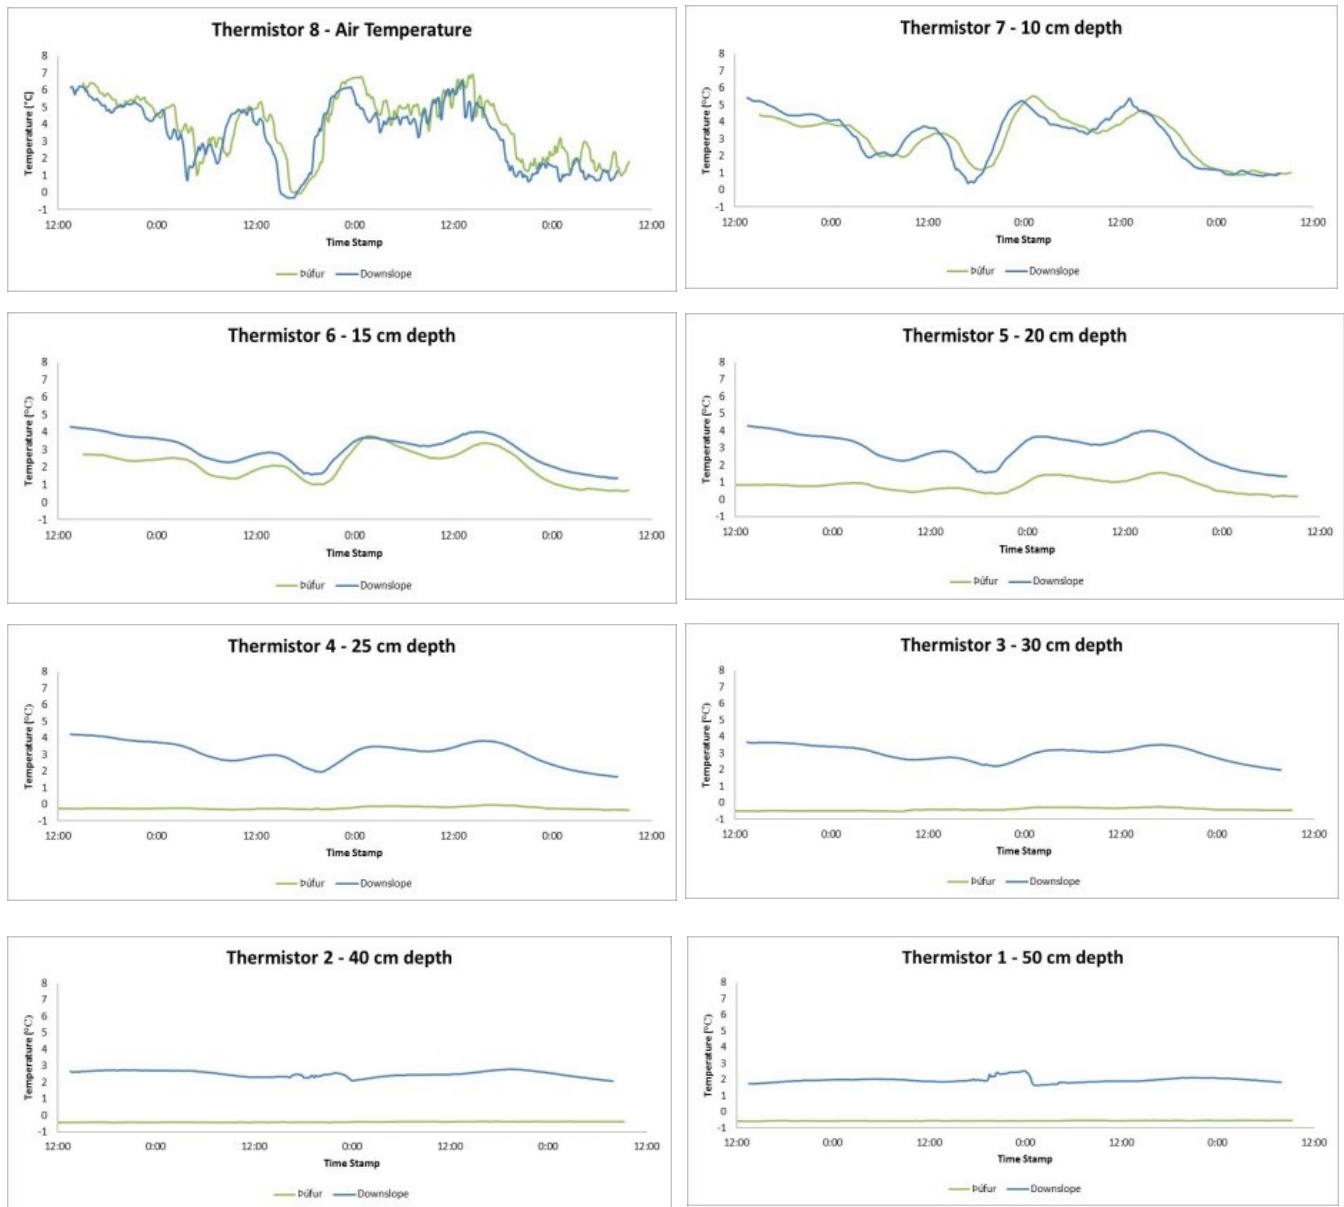 Thermistor 8 - Air Temperature
8
7
6
5
4
3
2
1
0
-1
Temperature (°C)
12:00 0:00 12:00 0:00 12:00 0:00 12:00
Time Stamp
Þúfur Downslope
Thermistor 7 - 10 cm depth
8
7
6
5
4
3
2
1
0
-1
Temperature (°C)
12:00 0:00 12:00 0:00 12:00 0:00 12:00
Time Stamp
Þúfur Downslope
Thermistor 6 - 15 cm depth
8
7
6
5
4
3
2
1
0
-1
Temperature (°C)
12:00 0:00 12:00 0:00 12:00 0:00 12:00
Time Stamp
Þúfur Downslope
Thermistor 5 - 20 cm depth
8
7
6
5
4
3
2
1
0
-1
Temperature (°C)
12:00 0:00 12:00 0:00 12:00 0:00 12:00
Time Stamp
Þúfur Downslope
Thermistor 4 - 25 cm depth
8
7
6
5
4
3
2
1
0
-1
Temperature (°C)
12:00 0:00 12:00 0:00 12:00 0:00 12:00
Time Stamp
Þúfur Downslope
Thermistor 3 - 30 cm depth
8
7
6
5
4
3
2
1
0
-1
Temperature (°C)
12:00 0:00 12:00 0:00 12:00 0:00 12:00
Time Stamp
Þúfur Downslope
Thermistor 2 - 40 cm depth
8
7
6
5
4
3
2
1
0
-1
Temperature (°C)
12:00 0:00 12:00 0:00 12:00 0:00 12:00
Time Stamp
Þúfur Downslope
Thermistor 1 - 50 cm depth
8
7
6
5
4
3
2
1
0
-1
Temperature (°C)
12:00 0:00 12:00 0:00 12:00 0:00 12:00
Time Stamp
Þúfur Downslope